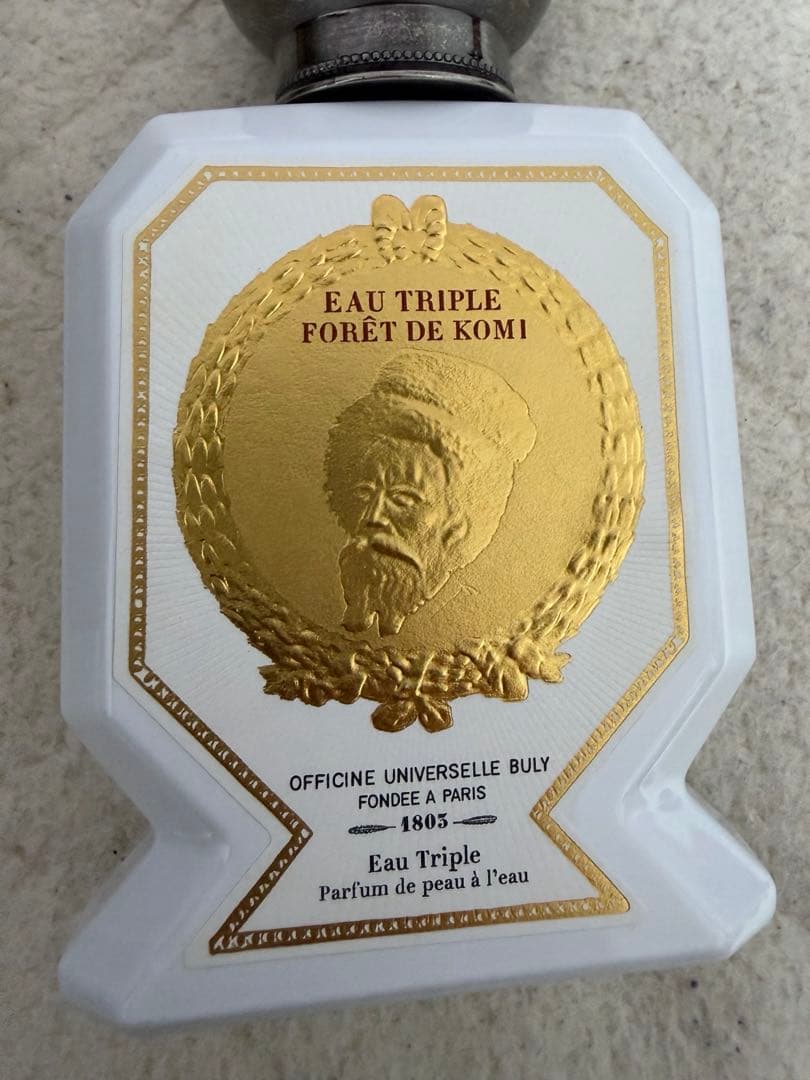 EAU TRIPLE
FORÊT DE KOMI
OFFICINE UNIVERSELLE BULY
FONDEE A PARIS
1803
Eau Triple
Parfum de peau à l'eau